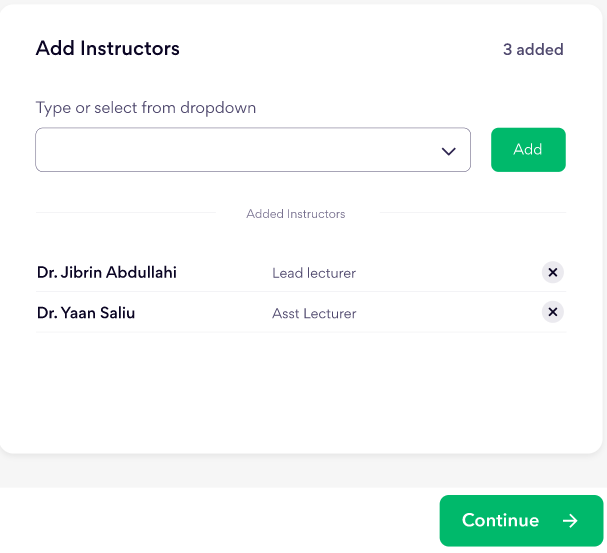 Add Instructors 3 added
Type or select from dropdown
Add
Added Instructors
Dr. Jibrin Abdullahi Lead lecturer
Dr. Yaan Saliu Asst Lecturer
Continue